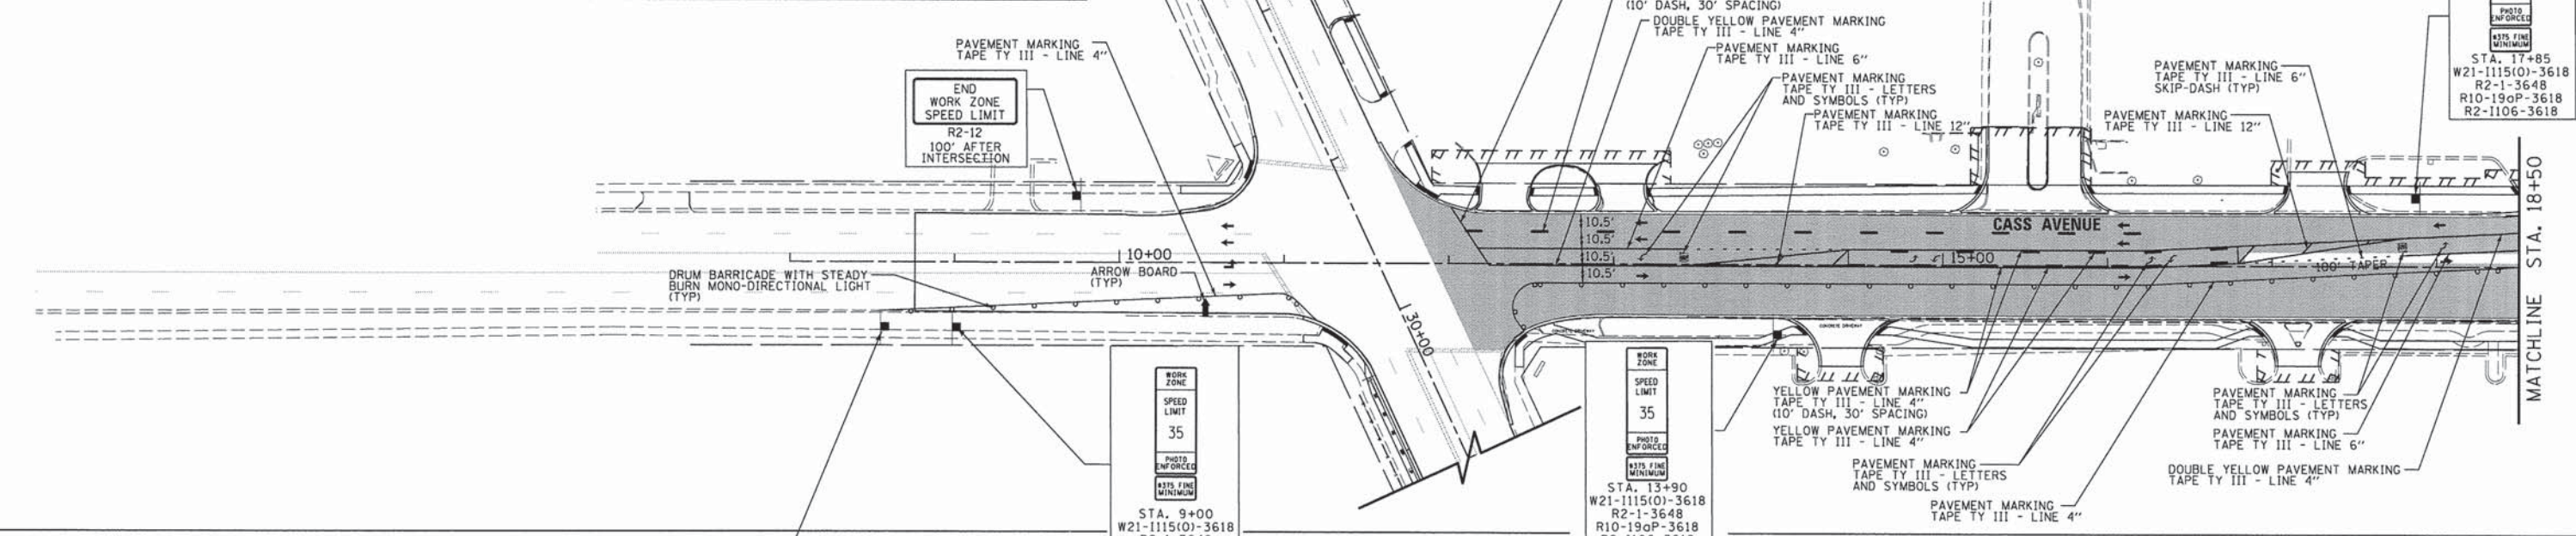 (10' DASH, 30' SPACING)
DOUBLE YELLOW PAVEMENT MARKING
TAPE TY III - LINE 4"
PAVEMENT MARKING
TAPE TY III - LINE 6"
PAVEMENT MARKING
TAPE TY III - LETTERS
AND SYMBOLS (TYP)
PAVEMENT MARKING
TAPE TY III - LINE 12"
PAVEMENT MARKING
TAPE TY III - LINE 4"
END
WORK ZONE
SPEED LIMIT
R2-12
100' AFTER
INTERSECTION
PAVEMENT MARKING
TAPE TY III - LINE 6"
SKIP-DASH (TYP)
PAVEMENT MARKING
TAPE TY III - LINE 12"
PHOTO
ENFORCED
$375 FINE
MINIMUM
STA. 17+85
W21-I115(O)-3618
R2-1-3648
R10-19aP-3618
R2-I106-3618
MATCHLINE STA. 18+50
CASS AVENUE
10.5'
10.5'
10.5'
10.5'
10+00
15+00
100' TAPER
130+00
DRUM BARRICADE WITH STEADY
BURN MONO-DIRECTIONAL LIGHT
(TYP)
ARROW BOARD
(TYP)
CONCRETE DRIVEWAY
CONCRETE DRIVEWAY
WORK
ZONE
SPEED
LIMIT
35
PHOTO
ENFORCED
$375 FINE
MINIMUM
STA. 9+00
W21-I115(O)-3618
WORK
ZONE
SPEED
LIMIT
35
PHOTO
ENFORCED
$375 FINE
MINIMUM
STA. 13+90
W21-I115(O)-3618
R2-1-3648
R10-19aP-3618
YELLOW PAVEMENT MARKING
TAPE TY III - LINE 4"
(10' DASH, 30' SPACING)
YELLOW PAVEMENT MARKING
TAPE TY III - LINE 4"
PAVEMENT MARKING
TAPE TY III - LETTERS
AND SYMBOLS (TYP)
PAVEMENT MARKING
TAPE TY III - LINE 4"
PAVEMENT MARKING
TAPE TY III - LETTERS
AND SYMBOLS (TYP)
PAVEMENT MARKING
TAPE TY III - LINE 6"
DOUBLE YELLOW PAVEMENT MARKING
TAPE TY III - LINE 4"